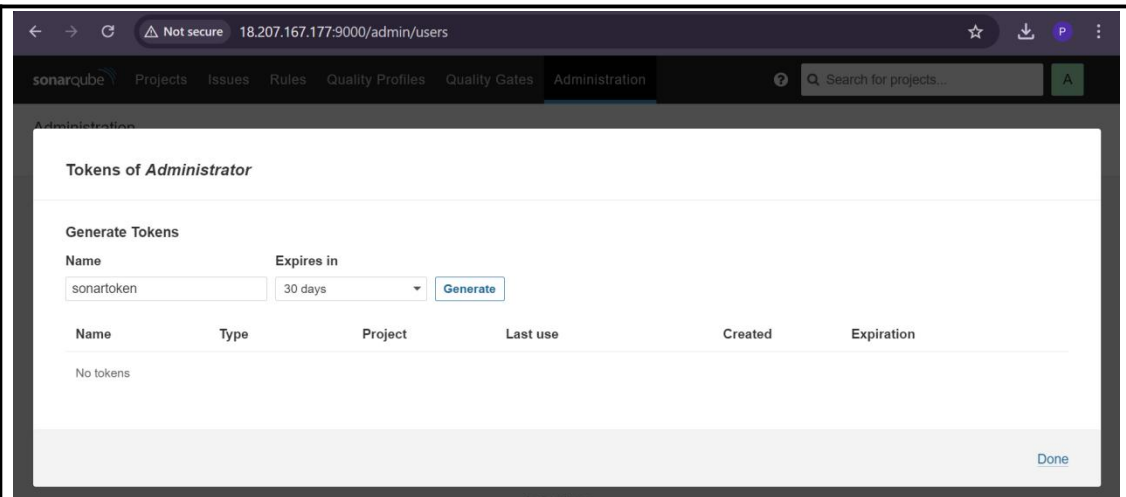 Not secure 18.207.167.177:9000/admin/users P
sonarqube Projects Issues Rules Quality Profiles Quality Gates Administration ? Search for projects... A
Administration
Tokens of Administrator
Generate Tokens
Name Expires in
sonartoken 30 days Generate
Name Type Project Last use Created Expiration
No tokens
Done